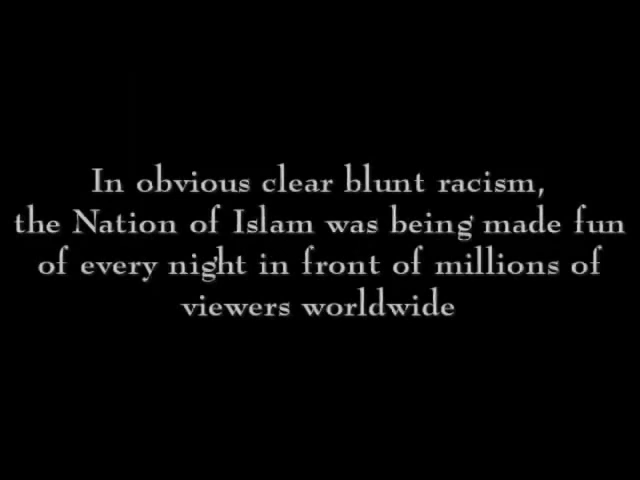 In obvious clear blunt racism,
the Nation of Islam was being made fun
of every night in front of millions of
viewers worldwide